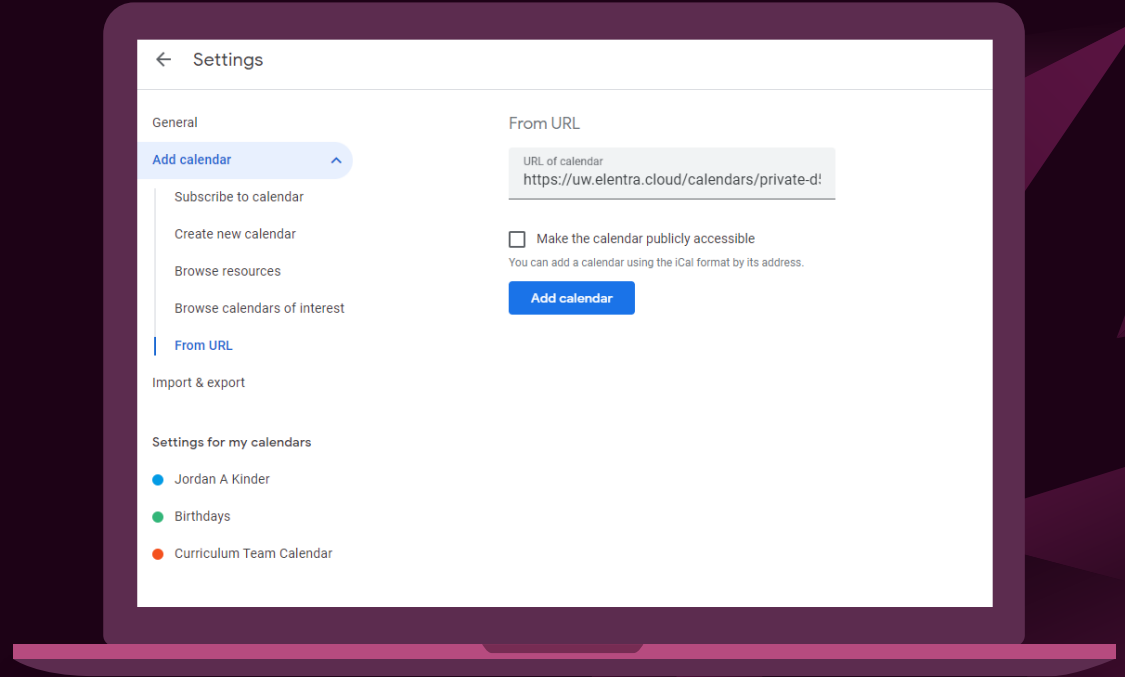 Settings
General
Add calendar
Subscribe to calendar
Create new calendar
Browse resources
Browse calendars of interest
From URL
Import & export
Settings for my calendars
Jordan A Kinder
Birthdays
Curriculum Team Calendar
From URL
URL of calendar
https://uw.elentra.cloud/calendars/private-d
Make the calendar publicly accessible
You can add a calendar using the iCal format by its address.
Add calendar